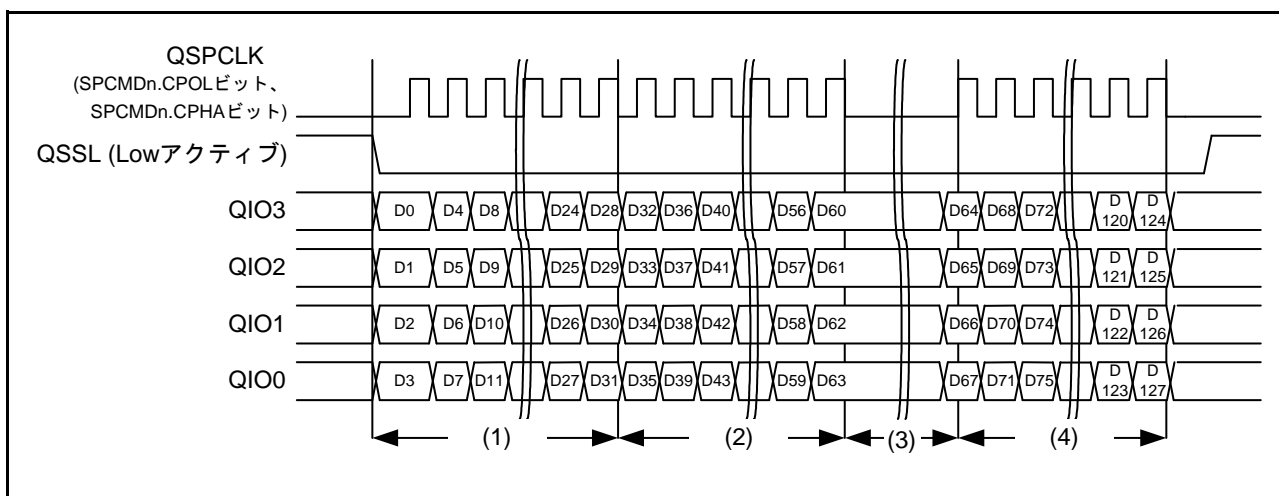 QSPCLK
(SPCMDn.CPOLビット、
SPCMDn.CPHAビット)
QSSL (Lowアクティブ)
QIO3 D0 D4 D8 D24 D28 D32 D36 D40 D56 D60 D64 D68 D72 D 120 D 124
QIO2 D1 D5 D9 D25 D29 D33 D37 D41 D57 D61 D65 D69 D73 D 121 D 125
QIO1 D2 D6 D10 D26 D30 D34 D38 D42 D58 D62 D66 D70 D74 D 122 D 126
QIO0 D3 D7 D11 D27 D31 D35 D39 D43 D59 D63 D67 D71 D75 D 123 D 127
(1) (2) (3) (4)